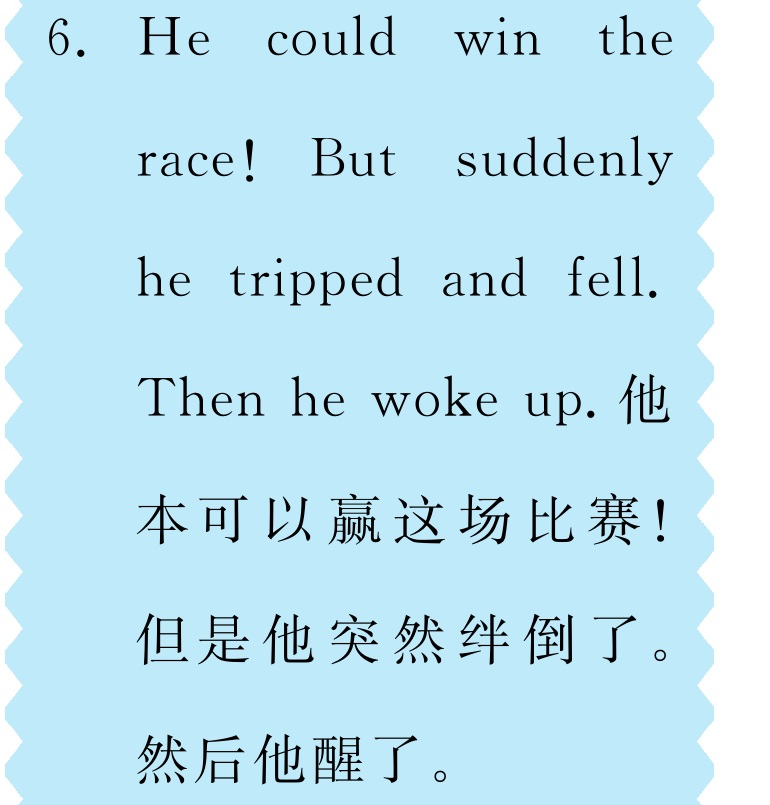 6. He could win the
race! But suddenly
he tripped and fell.
Then he woke up. 他
本可以赢这场比赛!
但是他突然绊倒了。
然后他醒了。